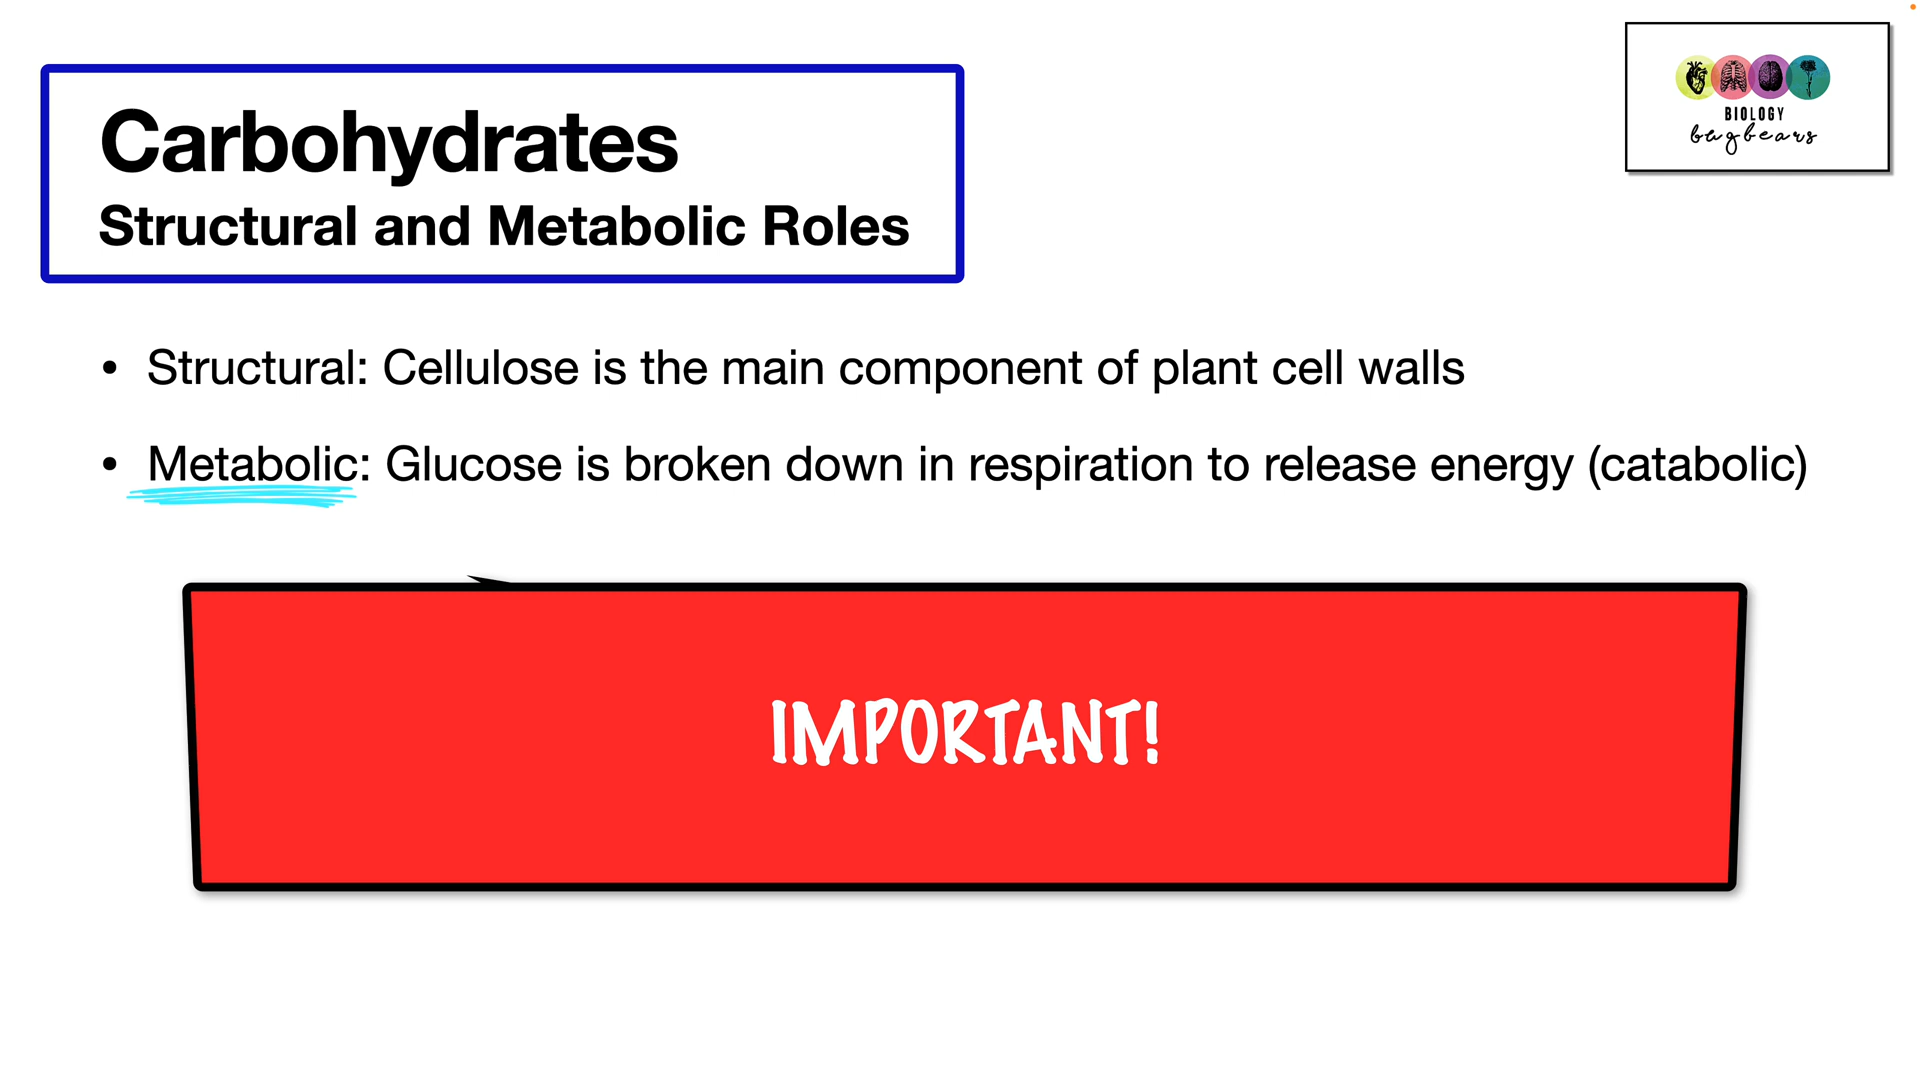 Carbohydrates
Structural and Metabolic Roles
BIOLOGY
bugbears
• Structural: Cellulose is the main component of plant cell walls
• Metabolic: Glucose is broken down in respiration to release energy (catabolic)
IMPORTANT!